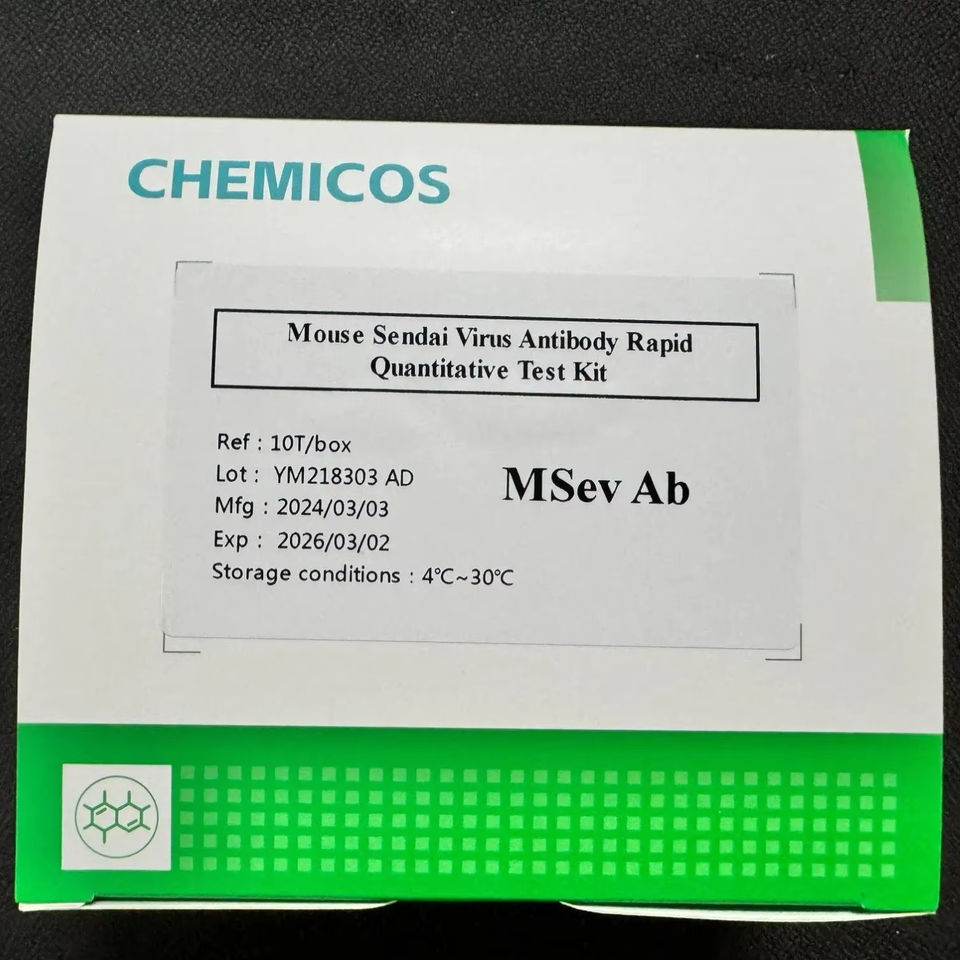 CHEMICOS
Mouse Sendai Virus Antibody Rapid
Quantitative Test Kit
Ref : 10T/box
Lot : YM218303 AD
MSev Ab
Mfg : 2024/03/03
Exp : 2026/03/02
Storage conditions : 4℃~30℃